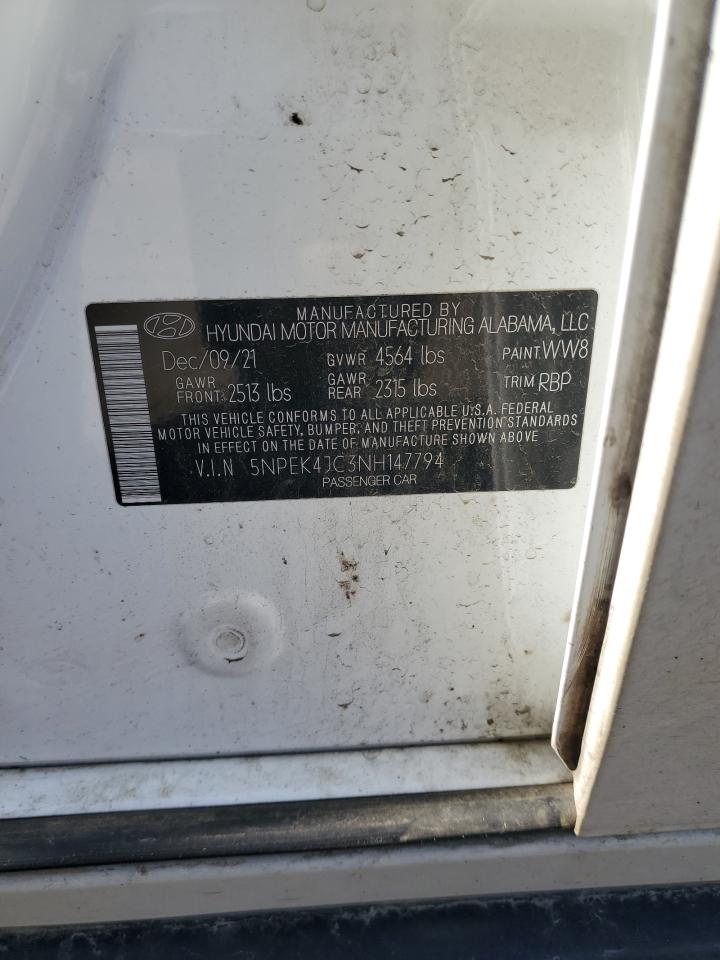 MANUFACTURED BY
HYUNDAI MOTOR MANUFACTURING ALABAMA, LLC
Dec/09/21 GVWR 4564 lbs PAINT WW8
GAWR FRONT 2513 lbs GAWR REAR 2315 lbs TRIM RBP
THIS VEHICLE CONFORMS TO ALL APPLICABLE U.S.A. FEDERAL
MOTOR VEHICLE SAFETY, BUMPER, AND THEFT PREVENTION STANDARDS
IN EFFECT ON THE DATE OF MANUFACTURE SHOWN ABOVE
V.I.N 5NPEK4JC3NH147794
PASSENGER CAR